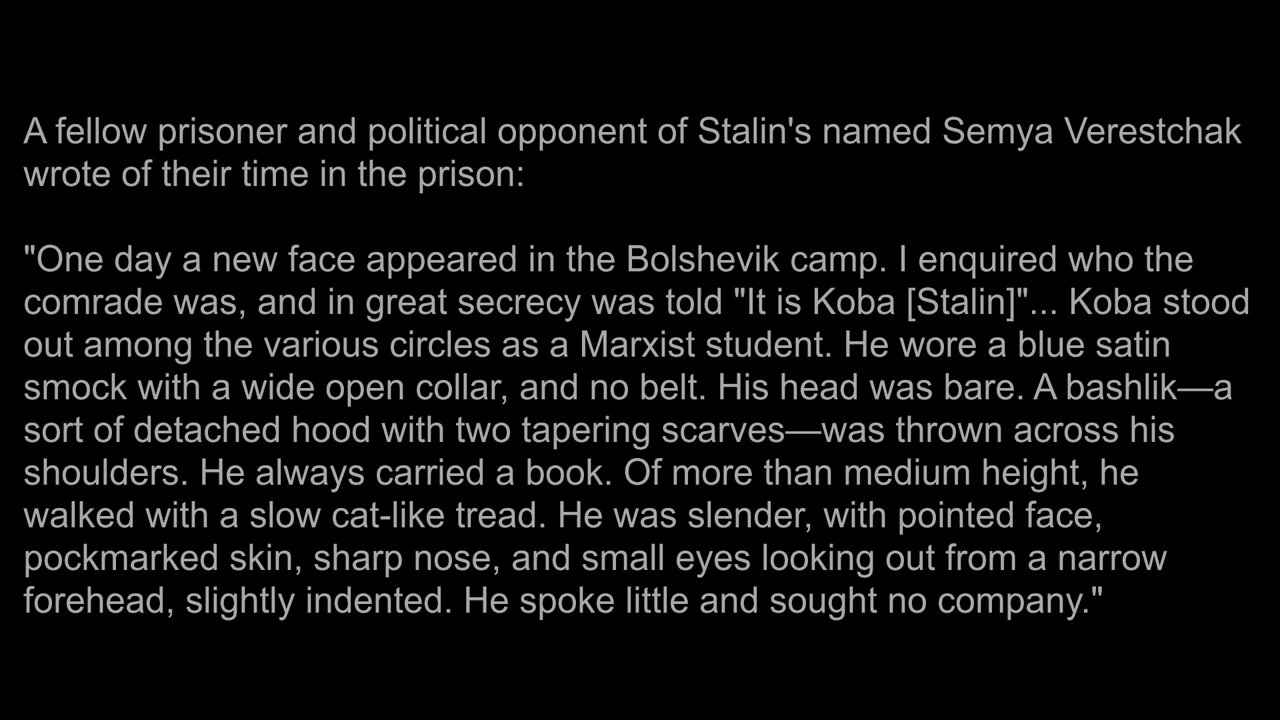 A fellow prisoner and political opponent of Stalin's named Semya Verestchak
wrote of their time in the prison:
"One day a new face appeared in the Bolshevik camp. I enquired who the
comrade was, and in great secrecy was told "It is Koba [Stalin]"... Koba stood
out among the various circles as a Marxist student. He wore a blue satin
smock with a wide open collar, and no belt. His head was bare. A bashlik—a
sort of detached hood with two tapering scarves—was thrown across his
shoulders. He always carried a book. Of more than medium height, he
walked with a slow cat-like tread. He was slender, with pointed face,
pockmarked skin, sharp nose, and small eyes looking out from a narrow
forehead, slightly indented. He spoke little and sought no company."